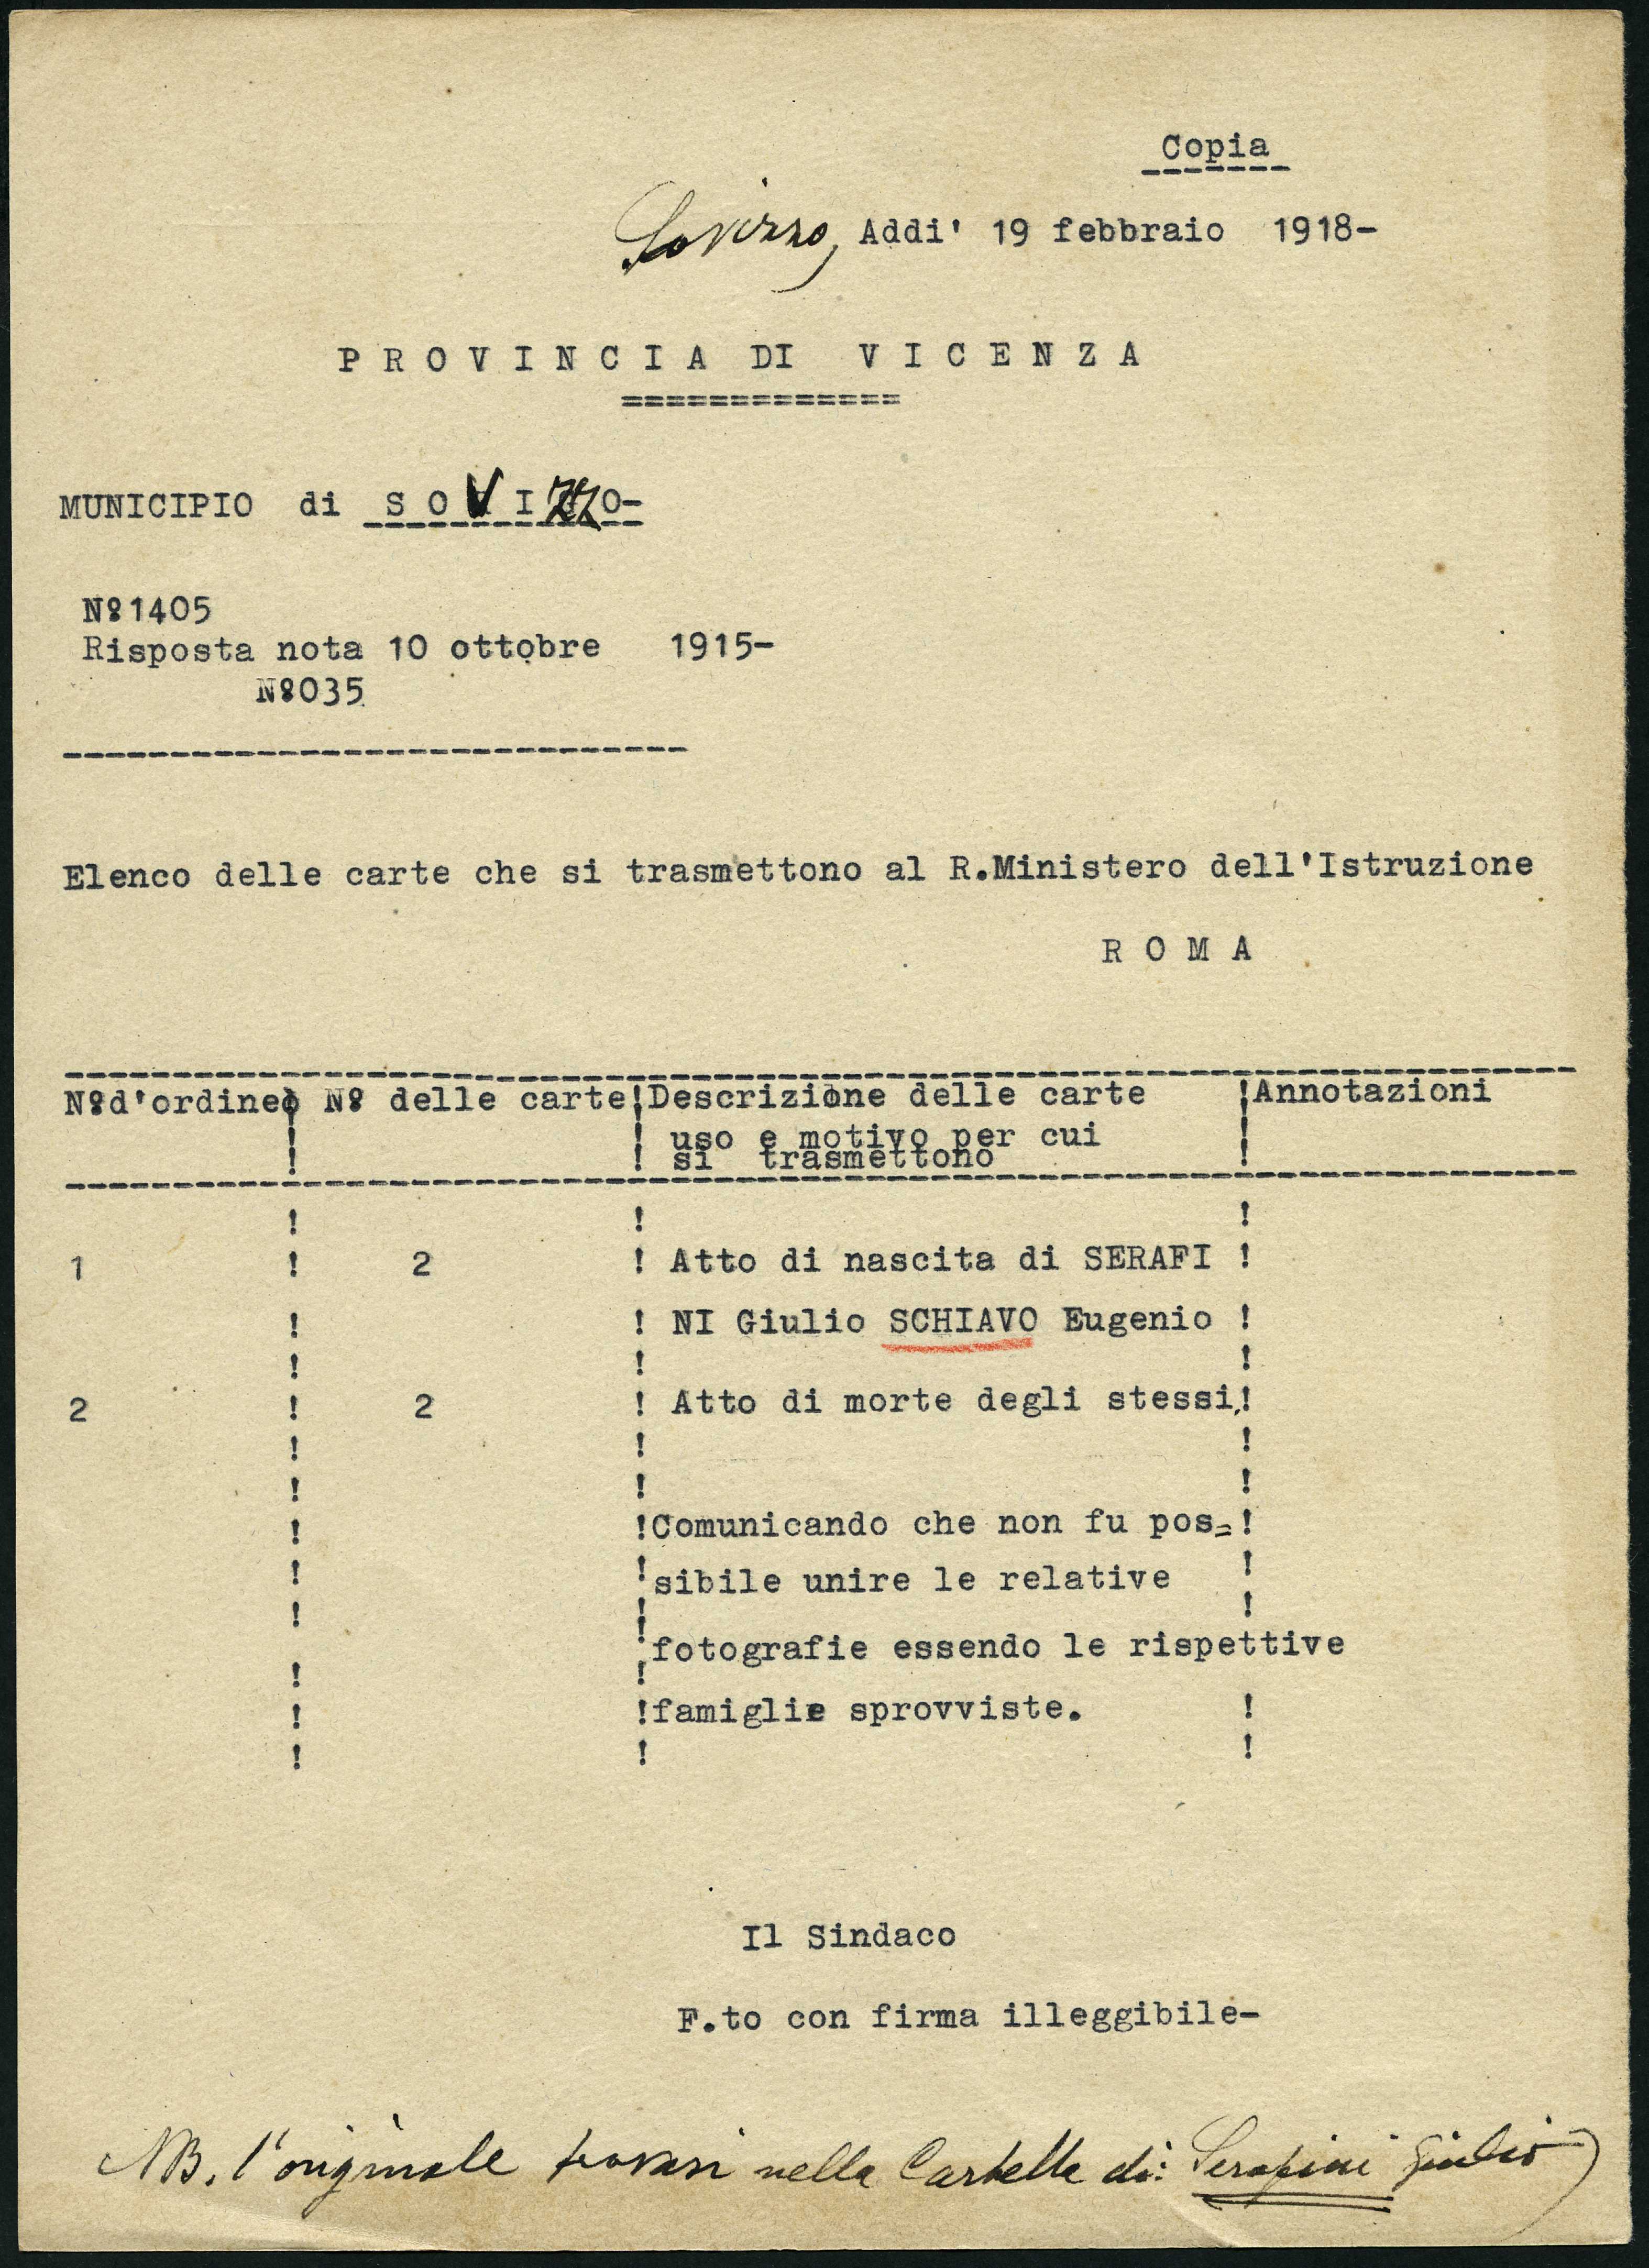 Copia
Sovizzo, Addi' 19 febbraio 1918-
PROVINCIA DI VICENZA
=============
MUNICIPIO di SOVIZZO-
Nº1405
Risposta nota 10 ottobre 1915-
Nº035
-----------------------------
Elenco delle carte che si trasmettono al R.Ministero dell'Istruzione
ROMA
Nºd'ordine Nº delle carte!Descrizione delle carte !Annotazioni
! ! uso e motivo per cui !
! ! si trasmettono !
1 ! 2 ! Atto di nascita di SERAFI !
! ! NI Giulio SCHIAVO Eugenio !
2 ! 2 ! Atto di morte degli stessi,!
! !Comunicando che non fu pos=!
! !sibile unire le relative !
!fotografie essendo le rispettive
! !famiglie sprovviste. !
Il Sindaco
F.to con firma illeggibile-
NB. l'originale trovasi nella Cartella di: Serafini Giulio)